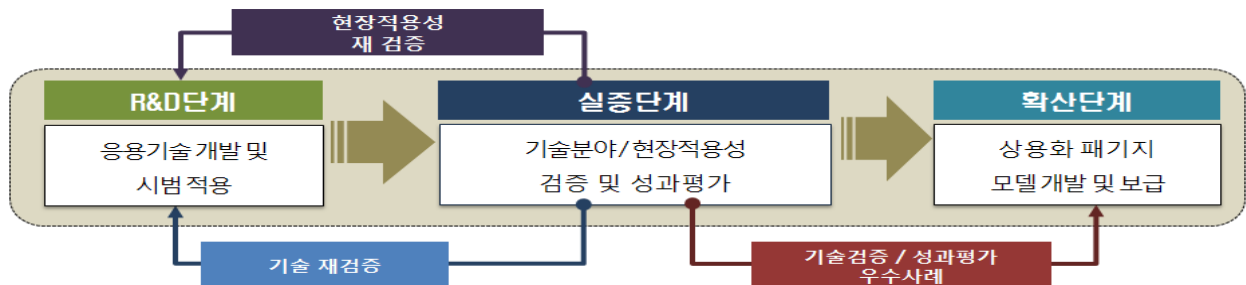 현장적용성
재 검증
R&D단계
실증단계
확산단계
응용기술 개발 및
시범 적용
기술분야 / 현장적용성
검증 및 성과평가
상용화 패기지
모델 개발 및 보급
기술 재검증
기술검증 / 성과평가
우수사례